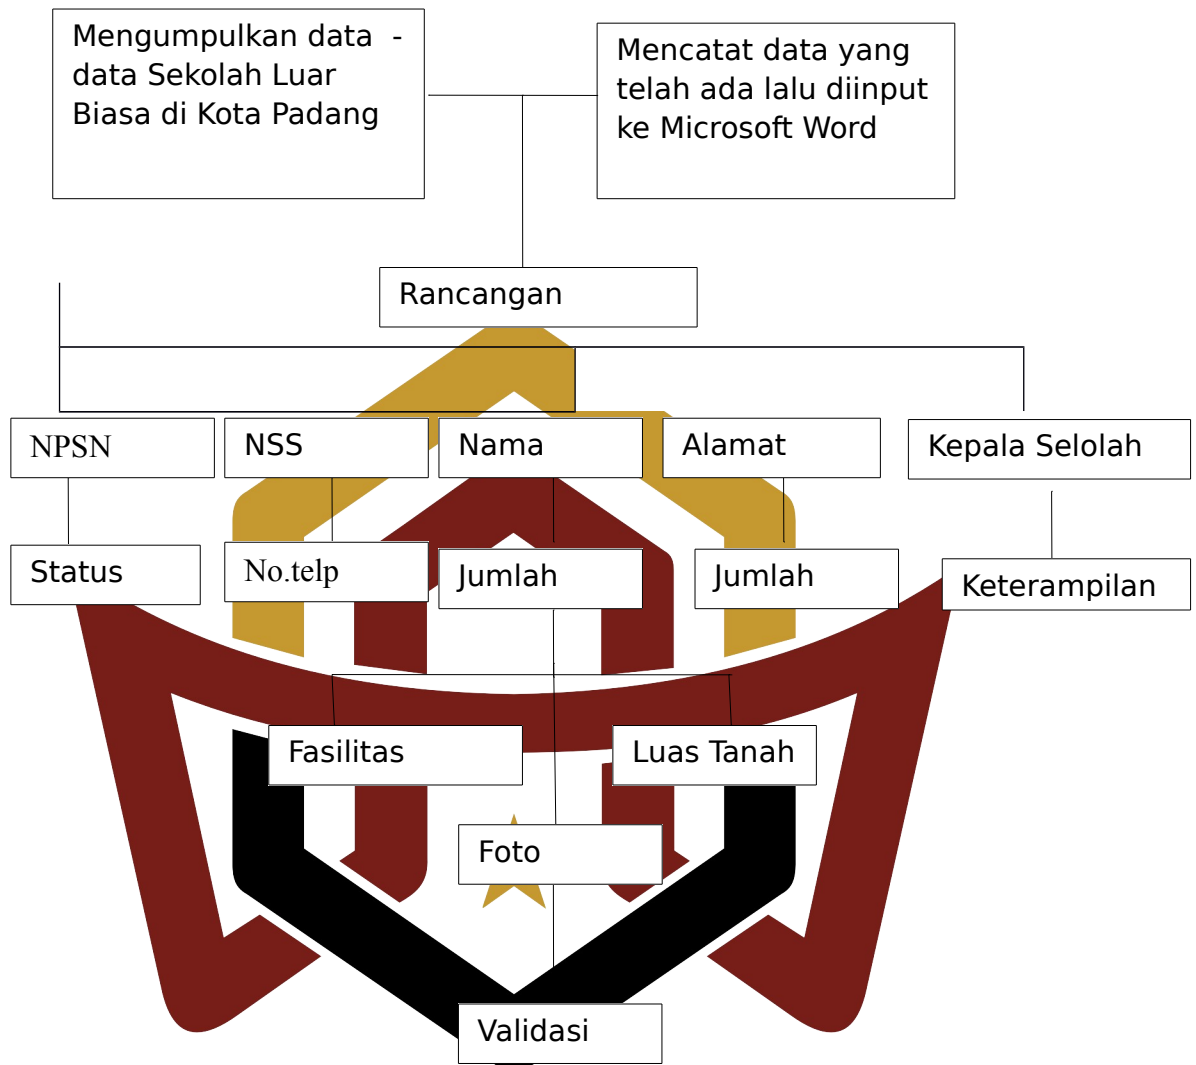 Mengumpulkan data  -
data Sekolah Luar
Biasa di Kota Padang
Mencatat data yang
telah ada lalu diinput
ke Microsoft Word
Rancangan
NPSN
NSS
Nama
Alamat
Kepala Selolah
Status
No.telp
Jumlah
Jumlah
Keterampilan
Fasilitas
Luas Tanah
Foto
Validasi